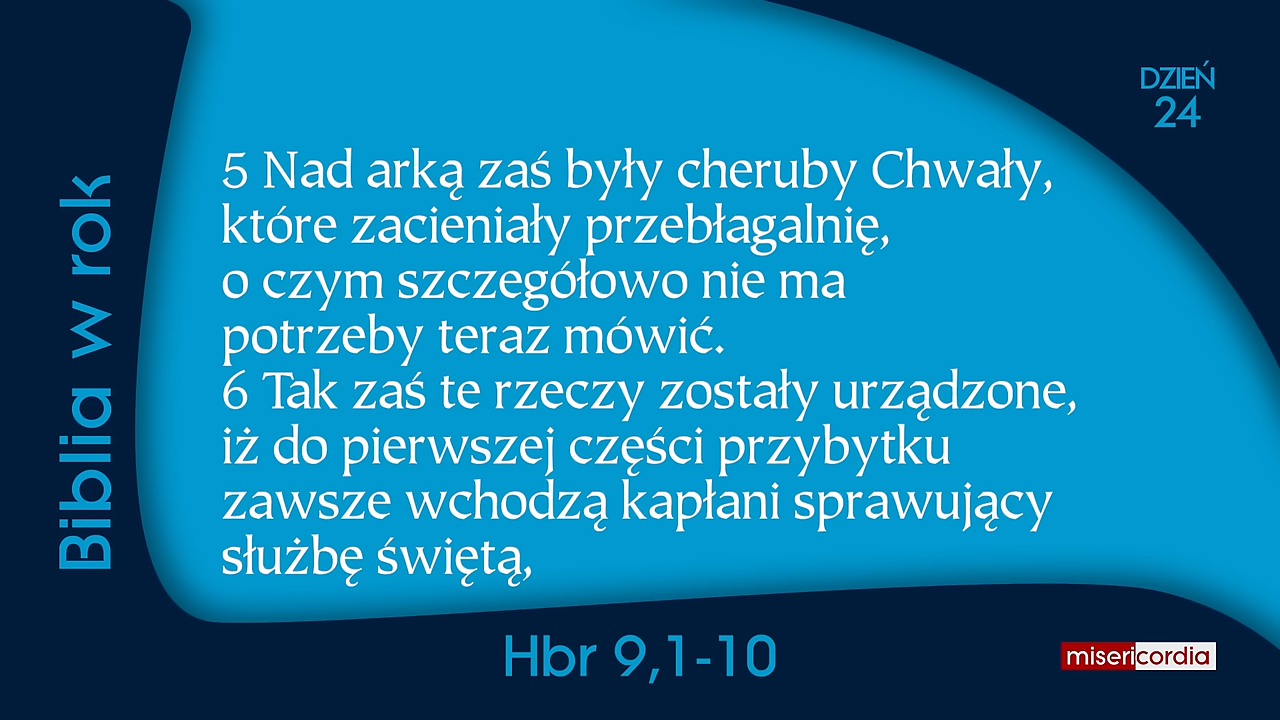 DZIEŃ
24
Biblia w rok
5 Nad arką zaś były cheruby Chwały,
które zacieniały przebłagalnię,
o czym szczegółowo nie ma
potrzeby teraz mówić.
6 Tak zaś te rzeczy zostały urządzone,
iż do pierwszej części przybytku
zawsze wchodzą kapłani sprawujący
służbę świętą,
Hbr 9,1-10
misericordia